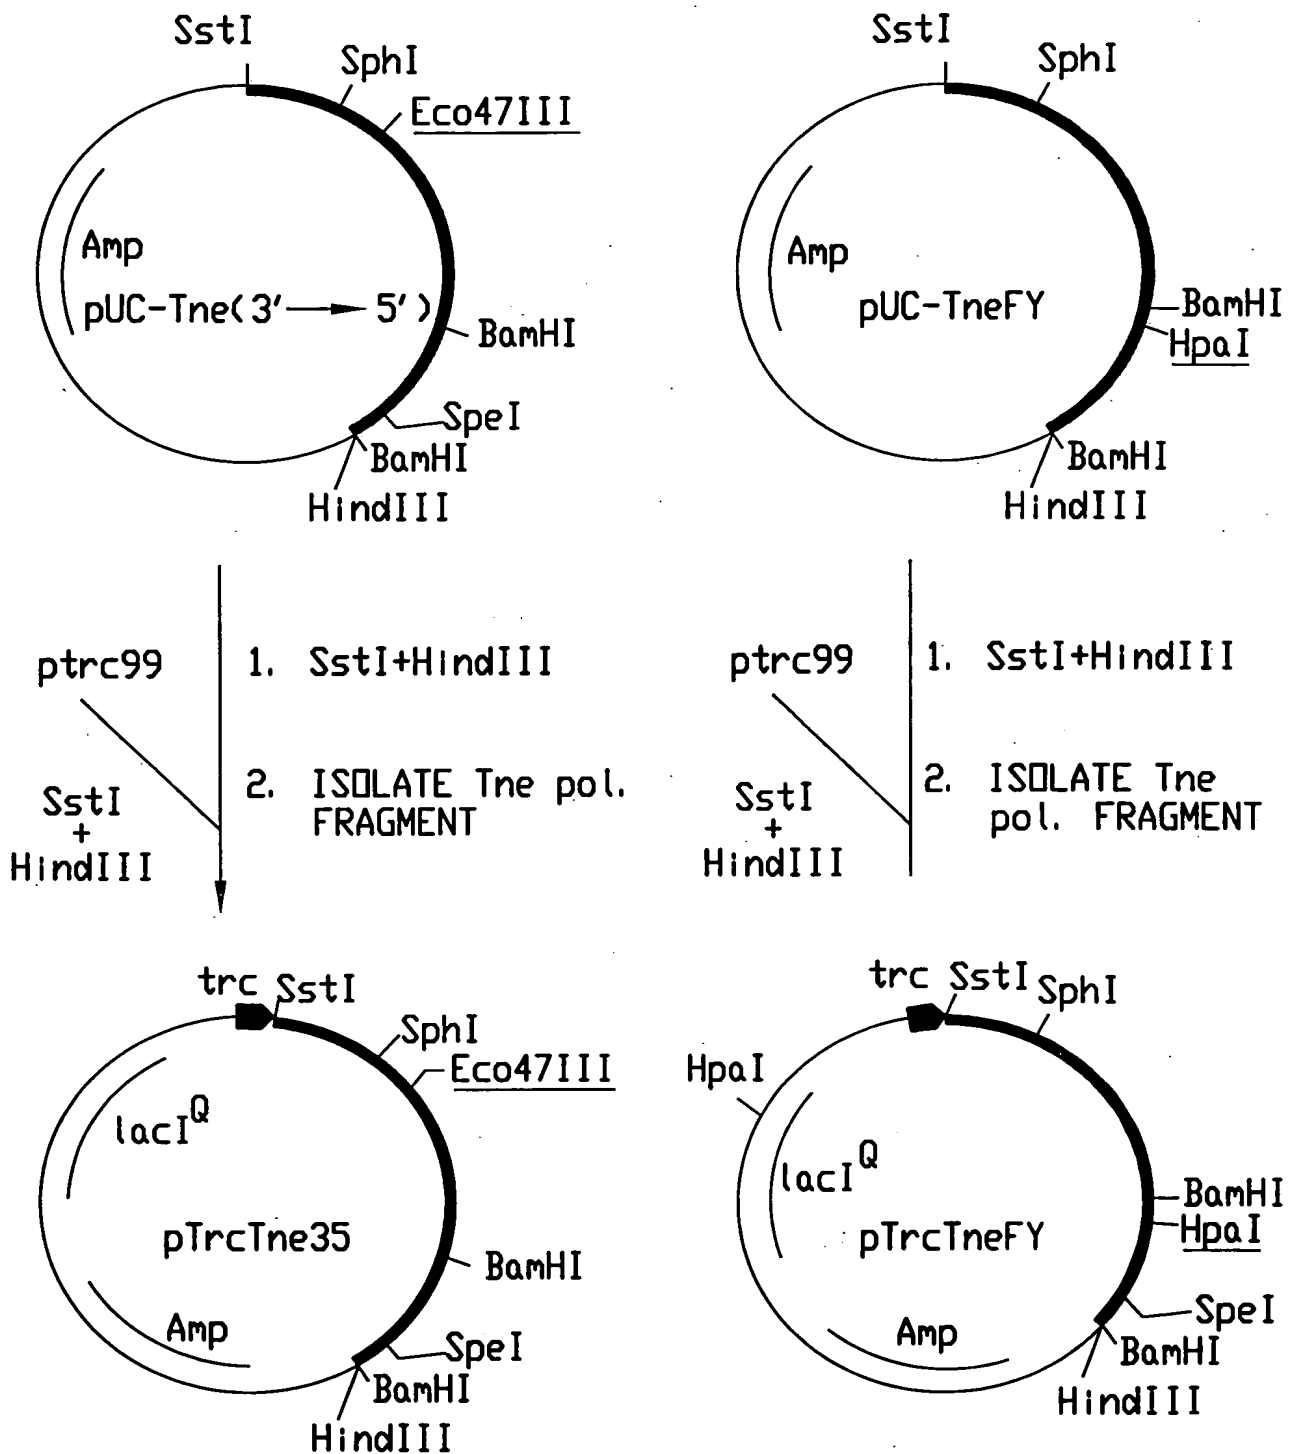 SstI
SphI
Eco47III
Amp
pUC-Tne(3' → 5')
BamHI
SpeI
BamHI
HindIII
SstI
SphI
Amp
pUC-TneFY
BamHI
HpaI
BamHI
HindIII
ptrc99
SstI
+
HindIII
1. SstI+HindIII
2. ISOLATE Tne pol.
FRAGMENT
ptrc99
SstI
+
HindIII
1. SstI+HindIII
2. ISOLATE Tne
pol. FRAGMENT
trc
SstI
SphI
Eco47III
lacI^Q
pTrcTne35
BamHI
Amp
SpeI
BamHI
HindIII
trc
SstI
SphI
HpaI
lacI^Q
pTrcTneFY
BamHI
HpaI
Amp
SpeI
BamHI
HindIII